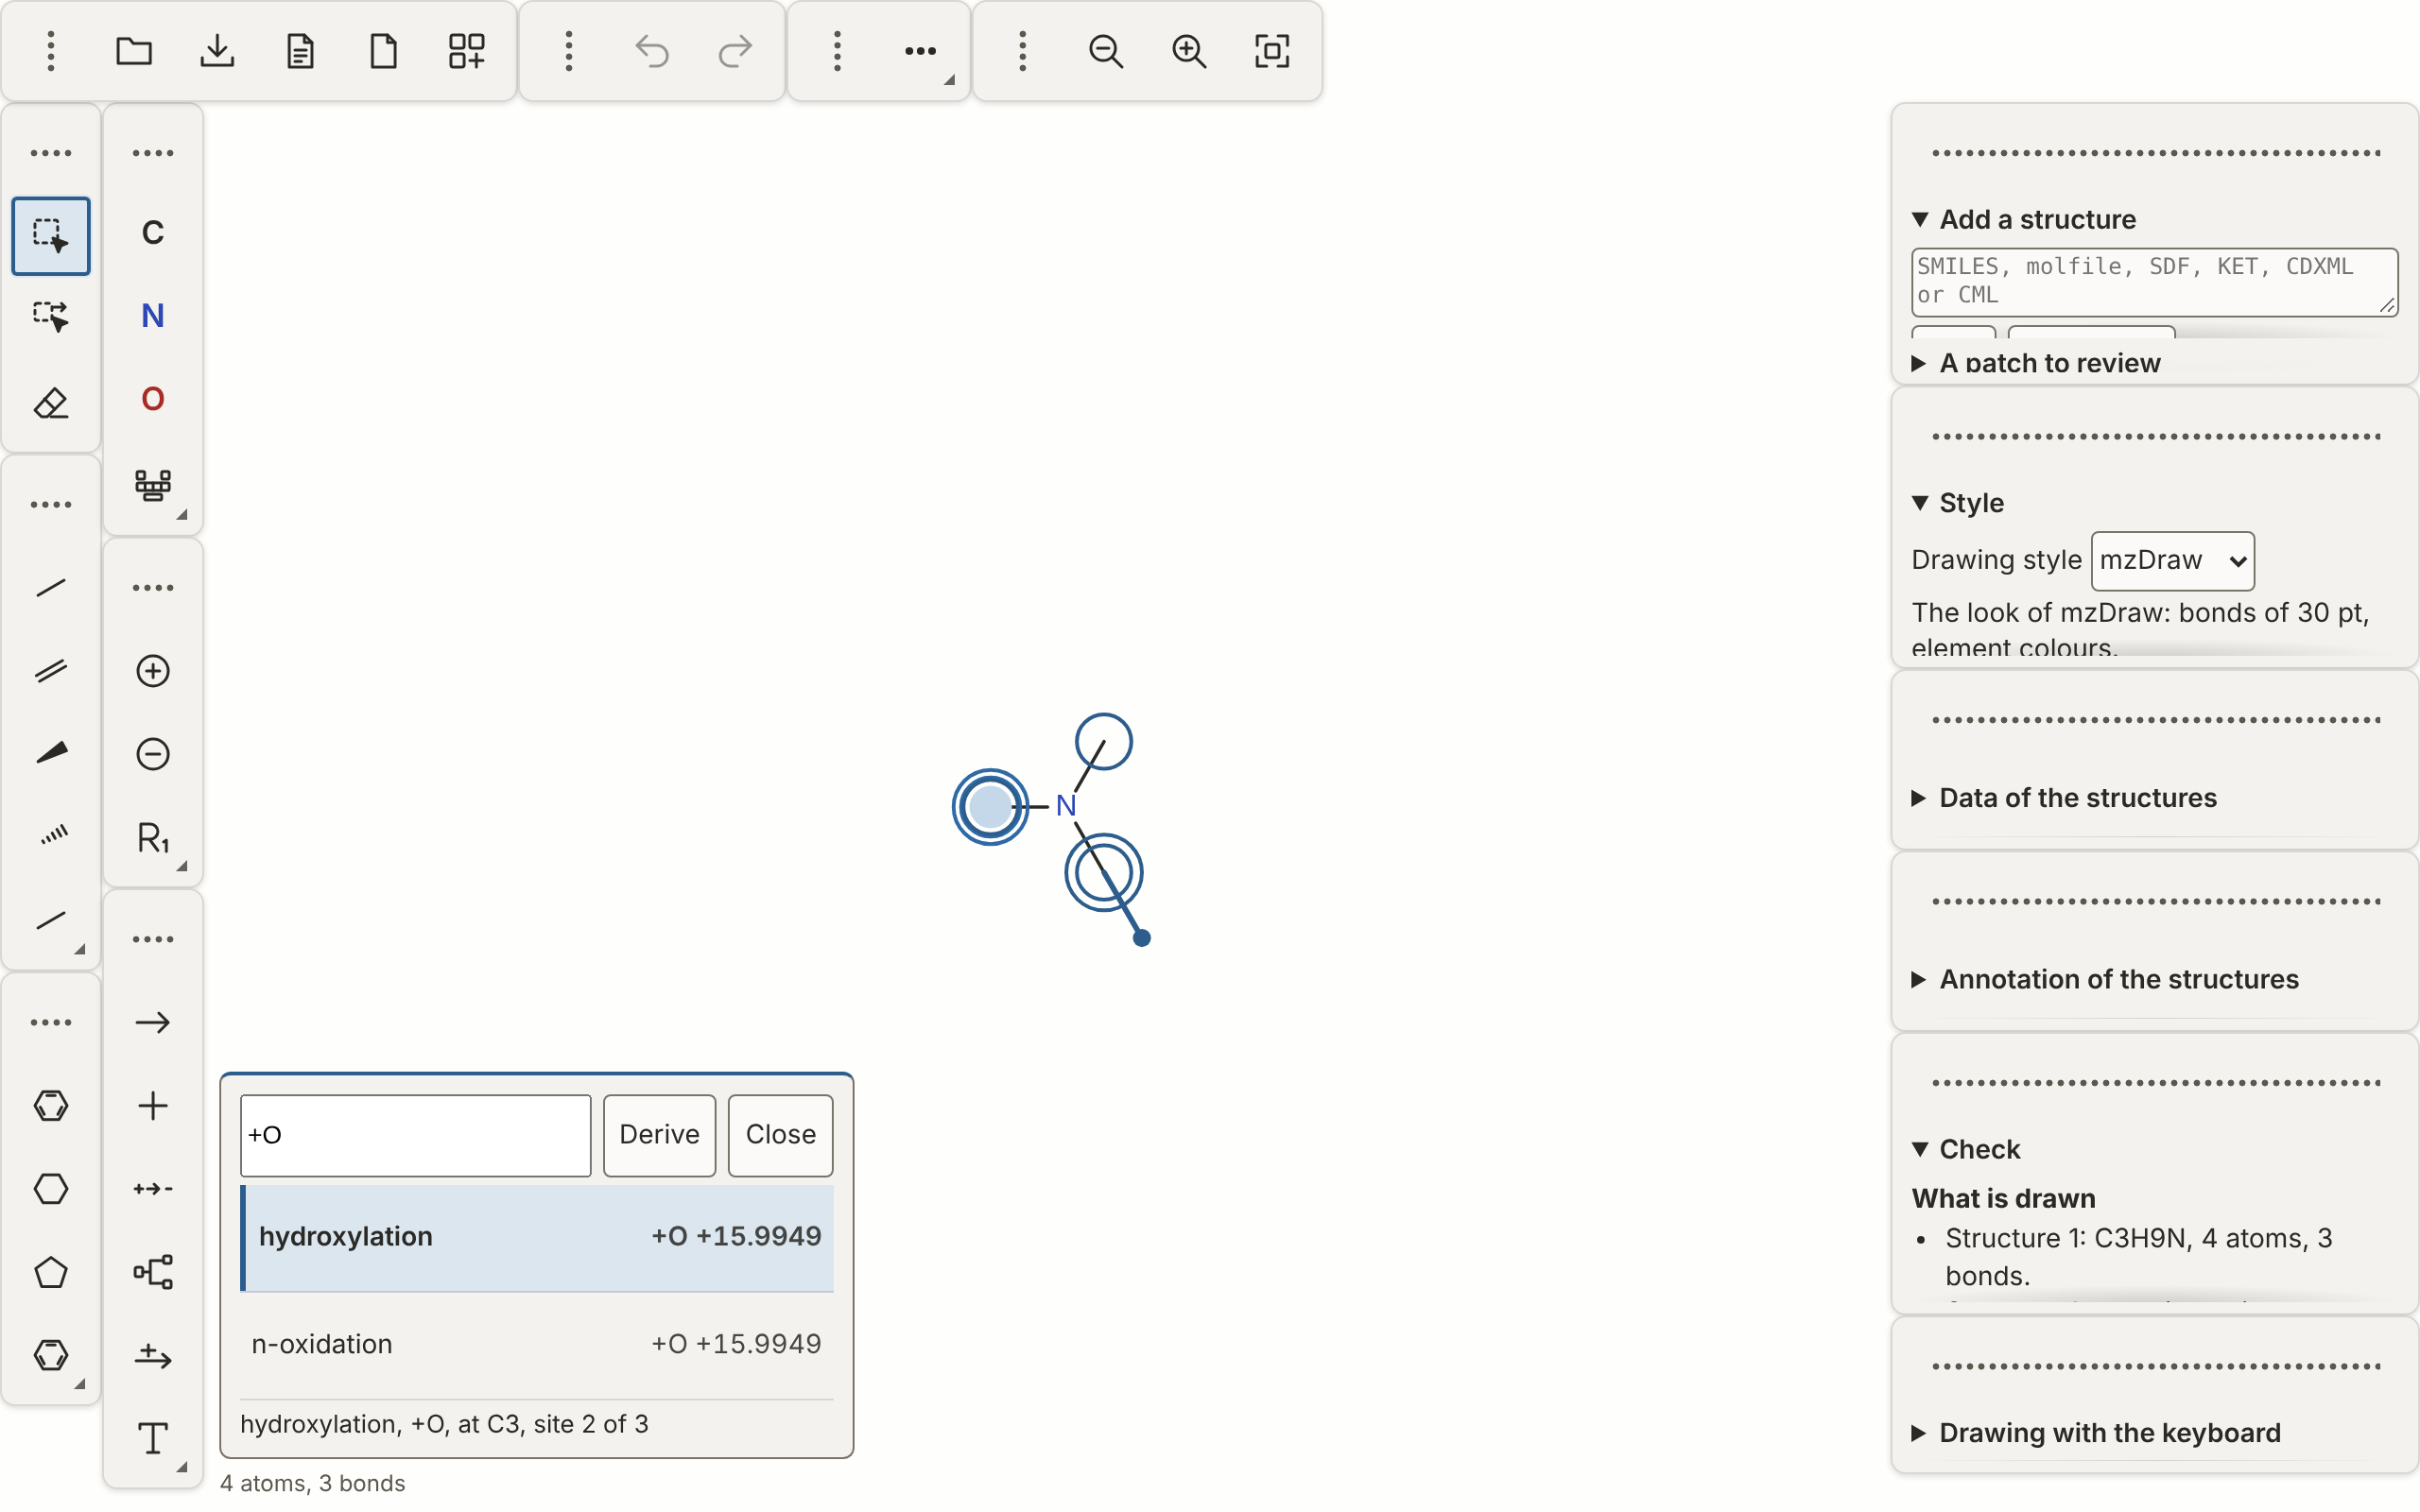 C
N
O
R1
T
N
+O
Derive
Close
hydroxylation +O +15.9949
n-oxidation +O +15.9949
hydroxylation, +O, at C3, site 2 of 3
4 atoms, 3 bonds
Add a structure
SMILES, molfile, SDF, KET, CDXML
or CML
A patch to review
Style
Drawing style mzDraw
The look of mzDraw: bonds of 30 pt,
element colours.
Data of the structures
Annotation of the structures
Check
What is drawn
• Structure 1: C3H9N, 4 atoms, 3
bonds.
Drawing with the keyboard